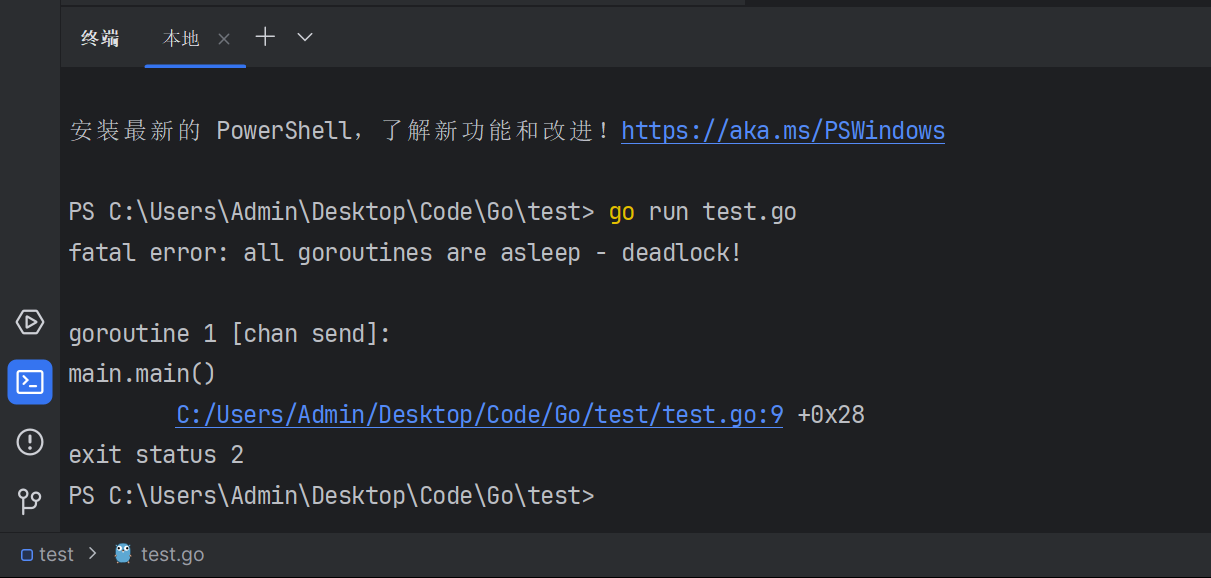 终端 本地
安装最新的 PowerShell，了解新功能和改进！https://aka.ms/PSWindows
PS C:\Users\Admin\Desktop\Code\Go\test> go run test.go
fatal error: all goroutines are asleep - deadlock!
goroutine 1 [chan send]:
main.main()
C:/Users/Admin/Desktop/Code/Go/test/test.go:9 +0x28
exit status 2
PS C:\Users\Admin\Desktop\Code\Go\test>
test > test.go